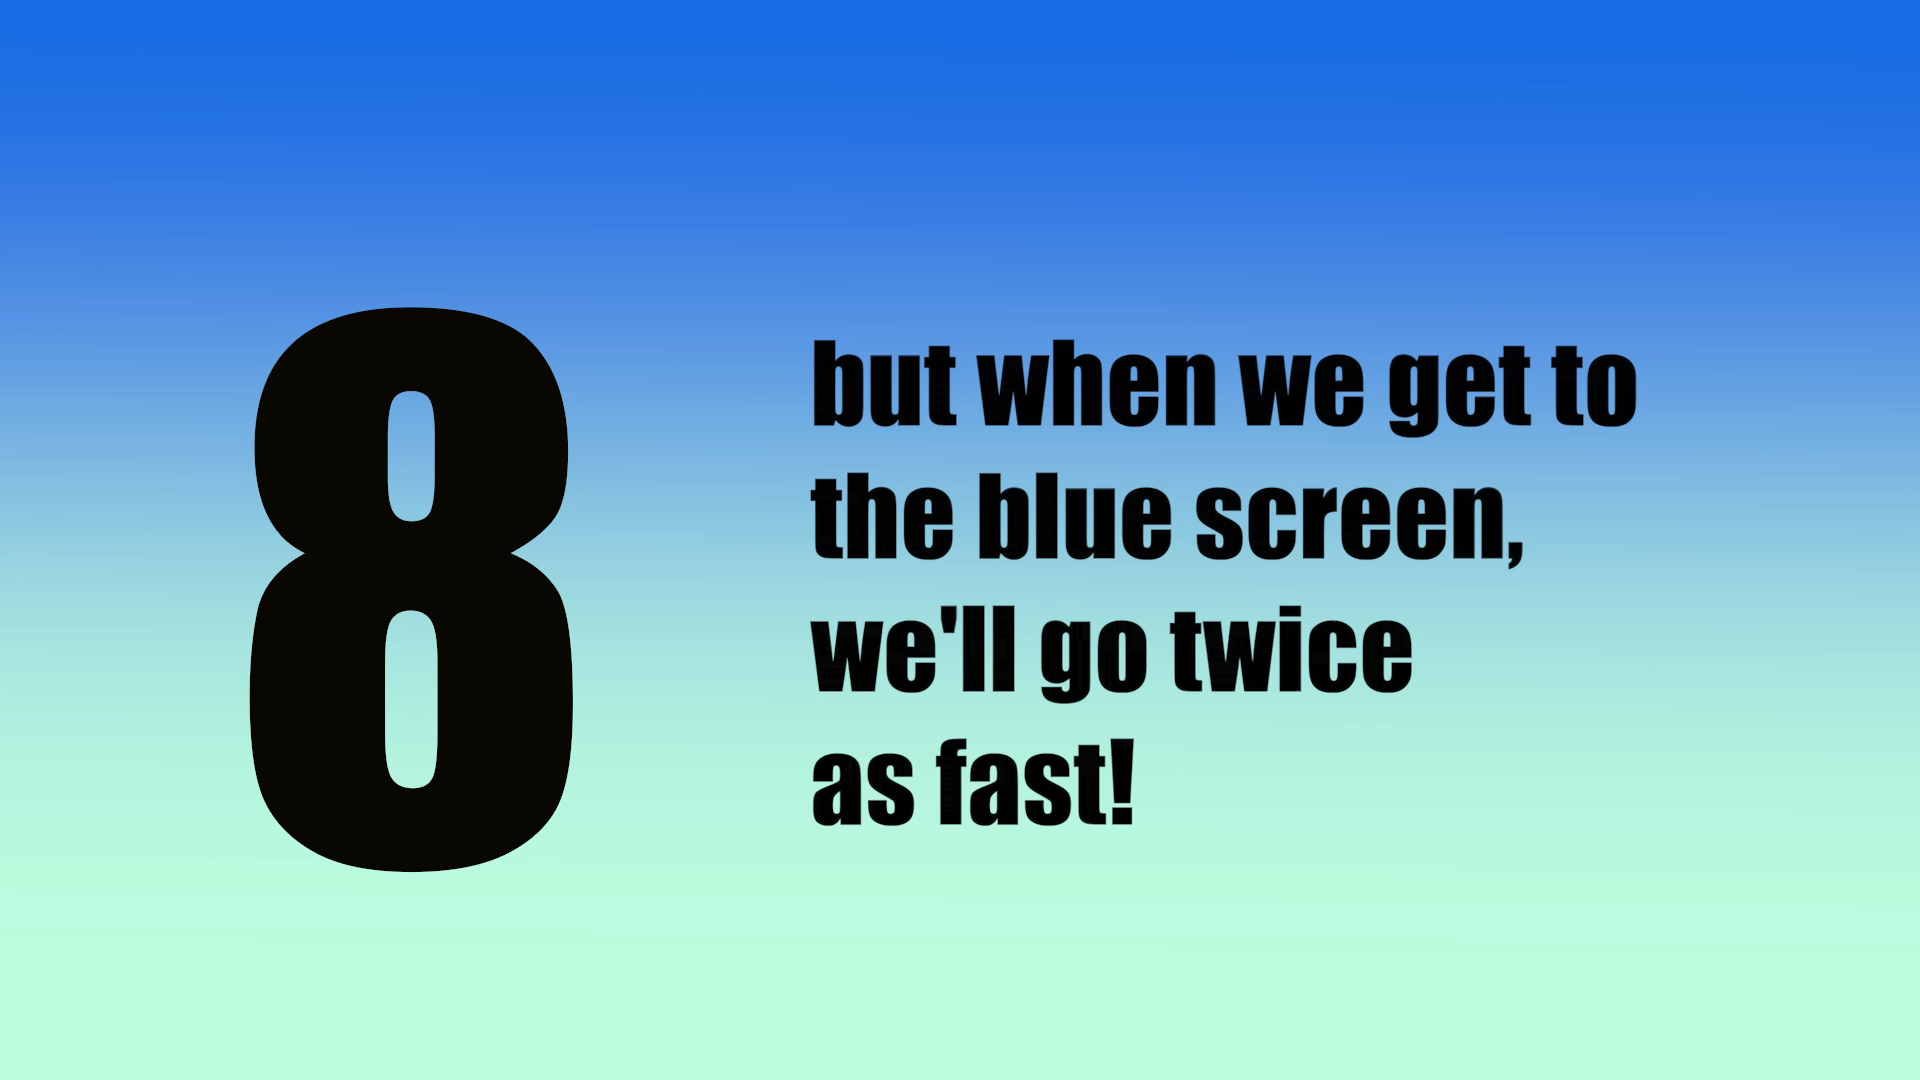 8
but when we get to
the blue screen,
we'll go twice
as fast!